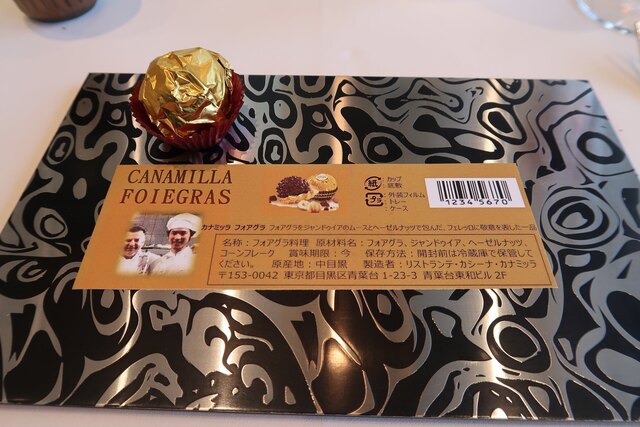 CANAMILLA
FOIEGRAS
紙
:カップ
:底敷
プラ
:外装フィルム
:トレー
:ケース
1234 5670
カナミッラ フォアグラ フォアグラをジャンドゥイアのムースとヘーゼルナッツで包んだ、フェレッロに敬意を表した一品
名称:フォアグラ料理 原材料名:フォアグラ、ジャンドゥイア、ヘーゼルナッツ、
コーンフレーク 賞味期限:今 保存方法:開封前は冷蔵庫で保管して
ください。 原産地:中目黒 製造者:リストランテ・カシーナ・カナミッラ
〒153-0042 東京都目黒区青葉台 1-23-3 青葉台東和ビル2F